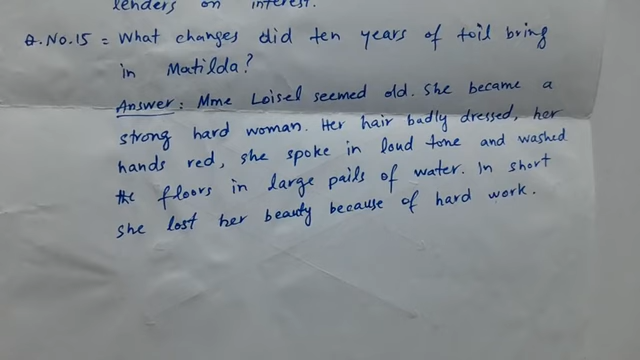 lenders on interest.
Q.No.15 = What changes did ten years of toil bring
in Matilda?
Answer: Mme Loisel seemed old. She became a
strong hard woman. Her hair badly dressed, her
hands red, she spoke in loud tone and washed
the floors in large pails of water. In short
she lost her beauty because of hard work.